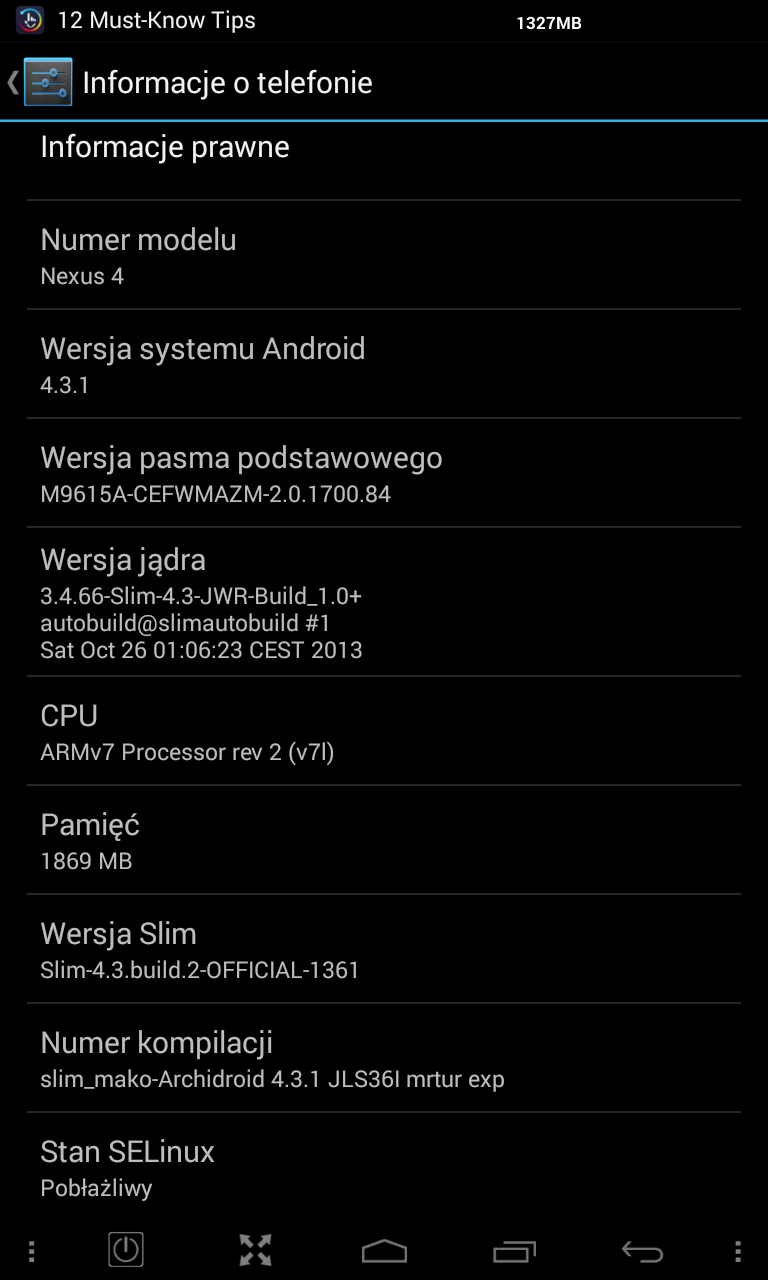 12 Must-Know Tips
1327MB
Informacje o telefonie
Informacje prawne
Numer modelu
Nexus 4
Wersja systemu Android
4.3.1
Wersja pasma podstawowego
M9615A-CEFWMAZM-2.0.1700.84
Wersja jądra
3.4.66-Slim-4.3-JWR-Build_1.0+
autobuild@slimautobuild #1
Sat Oct 26 01:06:23 CEST 2013
CPU
ARMv7 Processor rev 2 (v7l)
Pamięć
1869 MB
Wersja Slim
Slim-4.3.build.2-OFFICIAL-1361
Numer kompilacji
slim_mako-Archidroid 4.3.1 JLS36I mrtur exp
Stan SELinux
Pobłażliwy